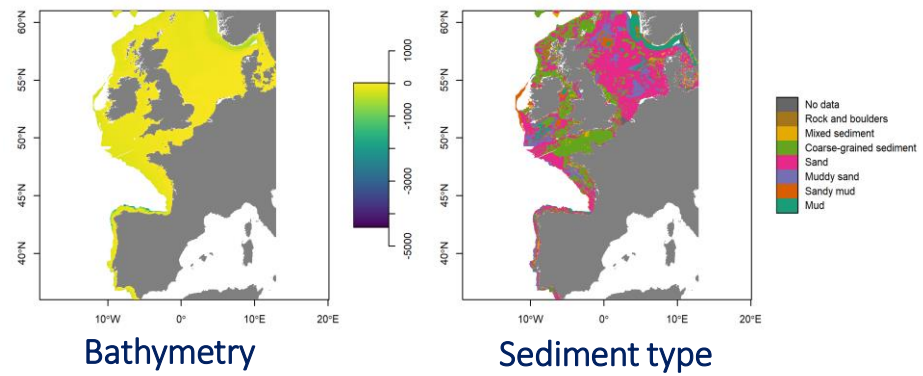 60°N
55°N
50°N
45°N
40°N
10°W
0°
10°E
20°E
1000
0
-1000
-2000
-3000
-4000
-5000
Bathymetry
60°N
55°N
50°N
45°N
40°N
10°W
0°
10°E
20°E
No data
Rock and boulders
Mixed sediment
Coarse-grained sediment
Sand
Muddy sand
Sandy mud
Mud
Sediment type